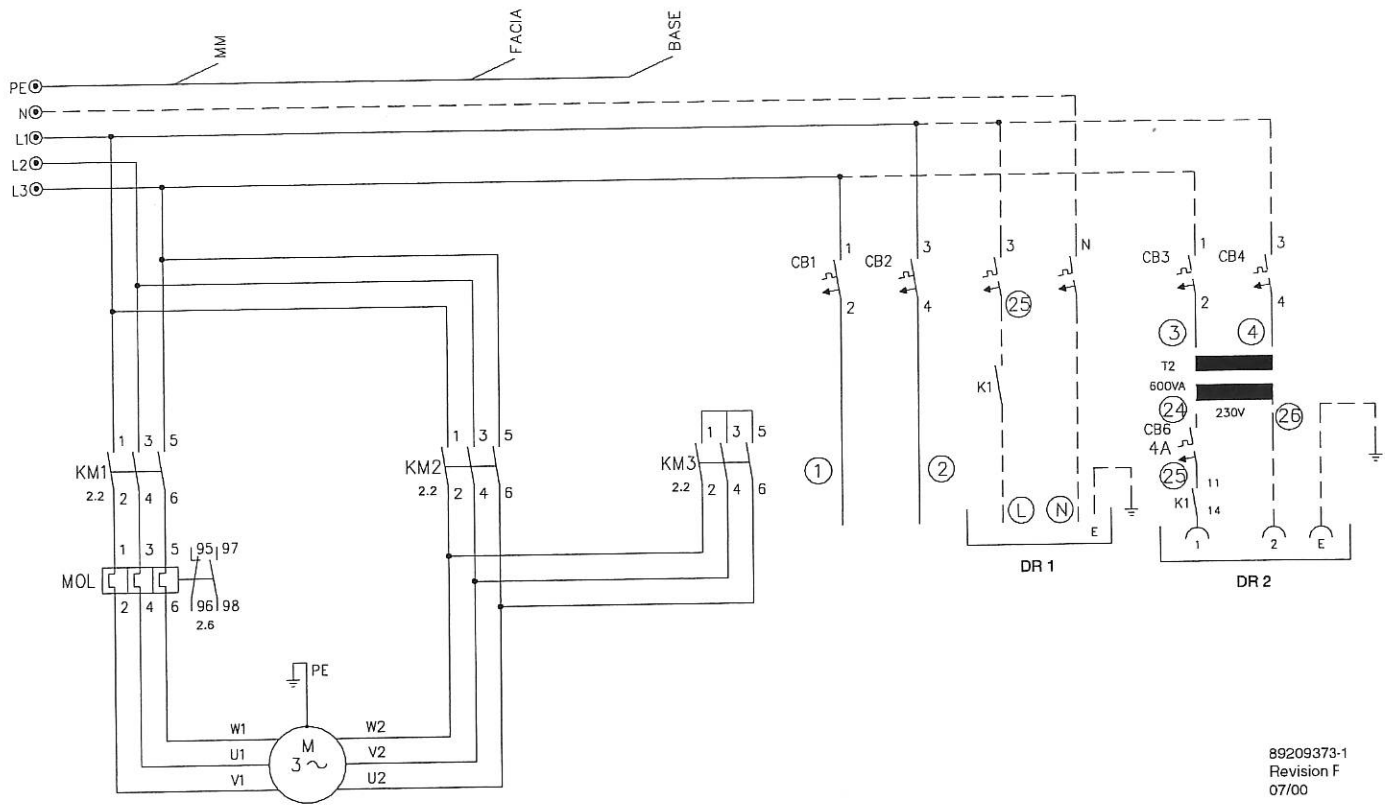 MM
FACIA
BASE
PE
N
L1
L2
L3
1
3
3
N
1
3
CB1
CB2
CB3
CB4
2
4
25
2
4
3
4
T2
600VA
230V
K1
24
26
CB6
4A
25
11
K1
14
1 3 5
KM1
2.2
2 4 6
1 3 5
KM2
2.2
2 4 6
1 3 5
KM3
2.2
2 4 6
1
2
L
N
E
1
2
E
DR 1
DR 2
1 3 5
95 97
MOL
2 4 6
96 98
2.6
PE
W1
W2
M
3~
U1
V2
V1
U2
89209373-1
Revision F
07/00